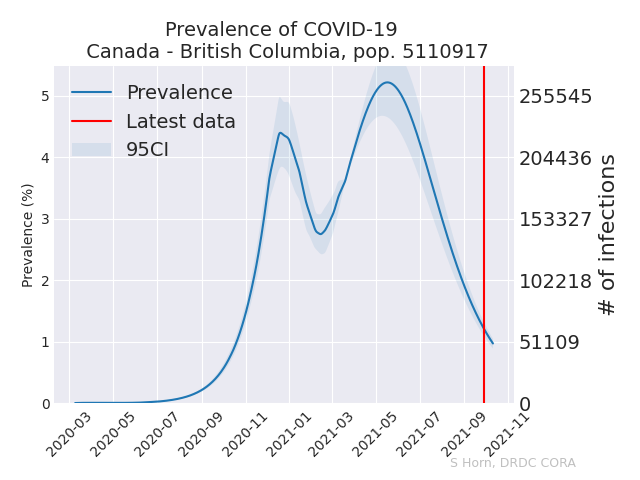 Prevalence of COVID-19
Canada - British Columbia, pop. 5110917
Prevalence
Latest data
95CI
Prevalence (%)
5
4
3
2
1
0
255545
204436
153327
102218
51109
0
# of infections
2020-03
2020-05
2020-07
2020-09
2020-11
2021-01
2021-03
2021-05
2021-07
2021-09
2021-11
S Horn, DRDC CORA